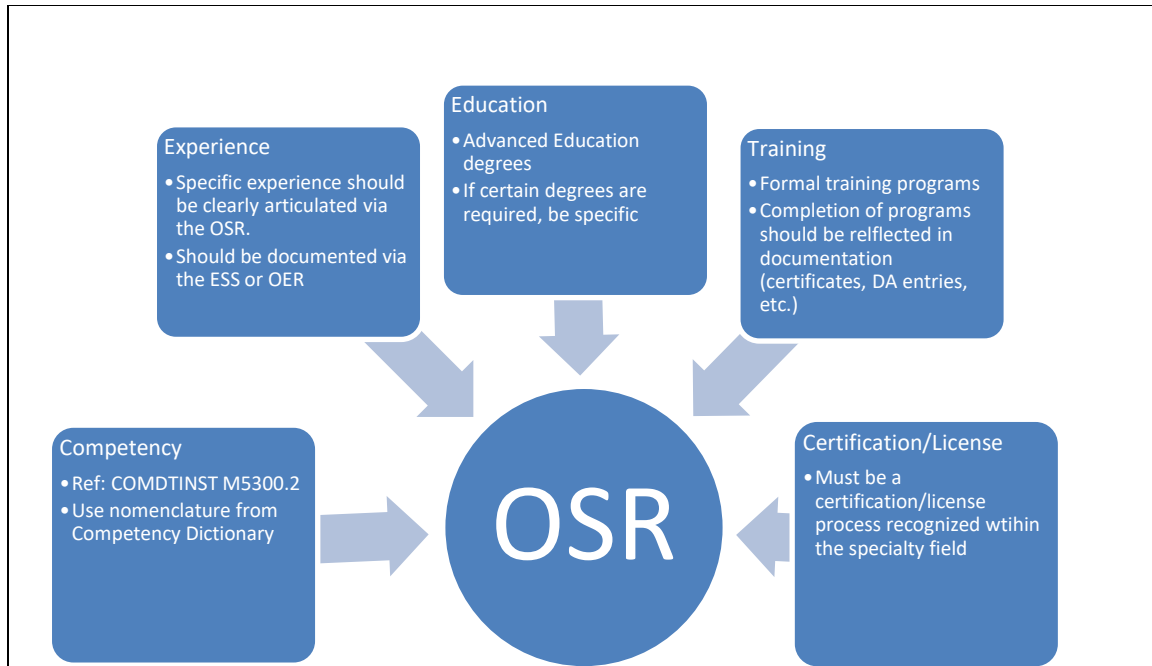 Education
•Advanced Education
degrees
•If certain degrees are
required, be specific
Experience
•Specific experience should
be clearly articulated via
the OSR.
•Should be documented via
the ESS or OER
Training
•Formal training programs
•Completion of programs
should be relflected in
documentation
(certificates, DA entries,
etc.)
Competency
•Ref: COMDTINST M5300.2
•Use nomenclature from
Competency Dictionary
OSR
Certification/License
•Must be a
certification/license
process recognized wtihin
the specialty field